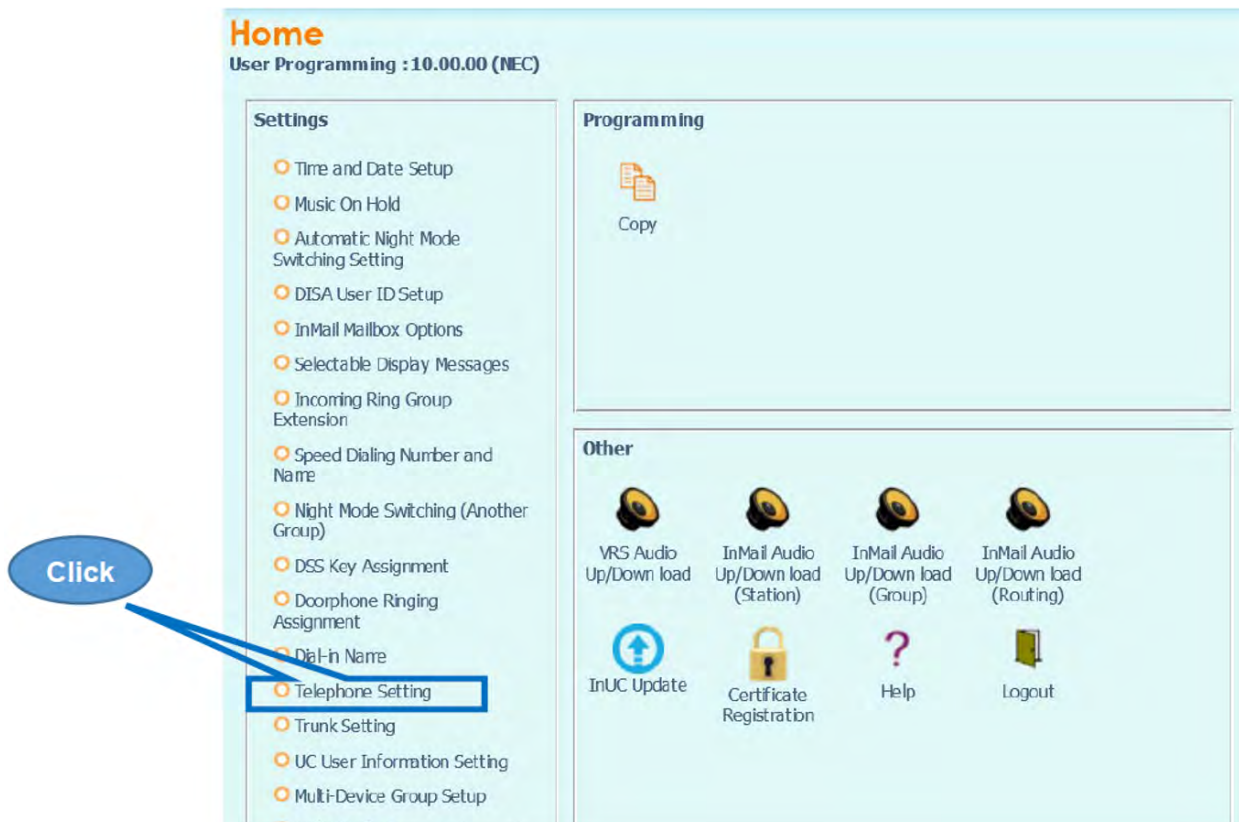 Home
User Programming : 10.00.00 (NEC)
Settings
Time and Date Setup
Music On Hold
Automatic Night Mode
Switching Setting
DISA User ID Setup
InMail Mailbox Options
Selectable Display Messages
Incoming Ring Group
Extension
Speed Dialing Number and
Name
Night Mode Switching (Another
Group)
DSS Key Assignment
Doorphone Ringing
Assignment
Dial-in Name
Telephone Setting
Trunk Setting
UC User Information Setting
Multi-Device Group Setup
Click
Programming
Copy
Other
VRS Audio
Up/Down load
InMail Audio
Up/Down load
(Station)
InMail Audio
Up/Down load
(Group)
InMail Audio
Up/Down load
(Routing)
InUC Update
Certificate
Registration
Help
Logout